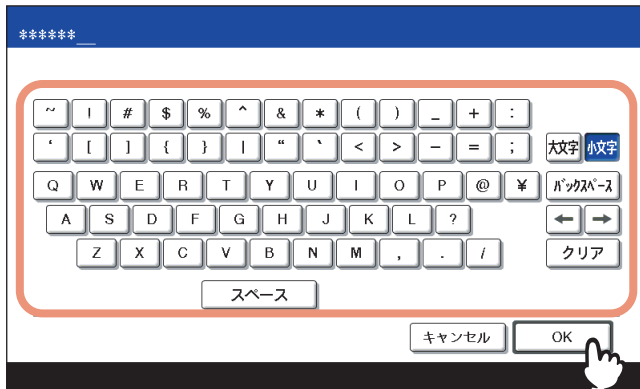 ******__
~ ! # $ % ^ & * ( ) _ + :
' [ ] { } | " ` < > - = ; 大文字 小文字
Q W E R T Y U I O P @ ¥ バックスペース
A S D F G H J K L ? ← →
Z X C V B N M , . / クリア
スペース
キャンセル OK